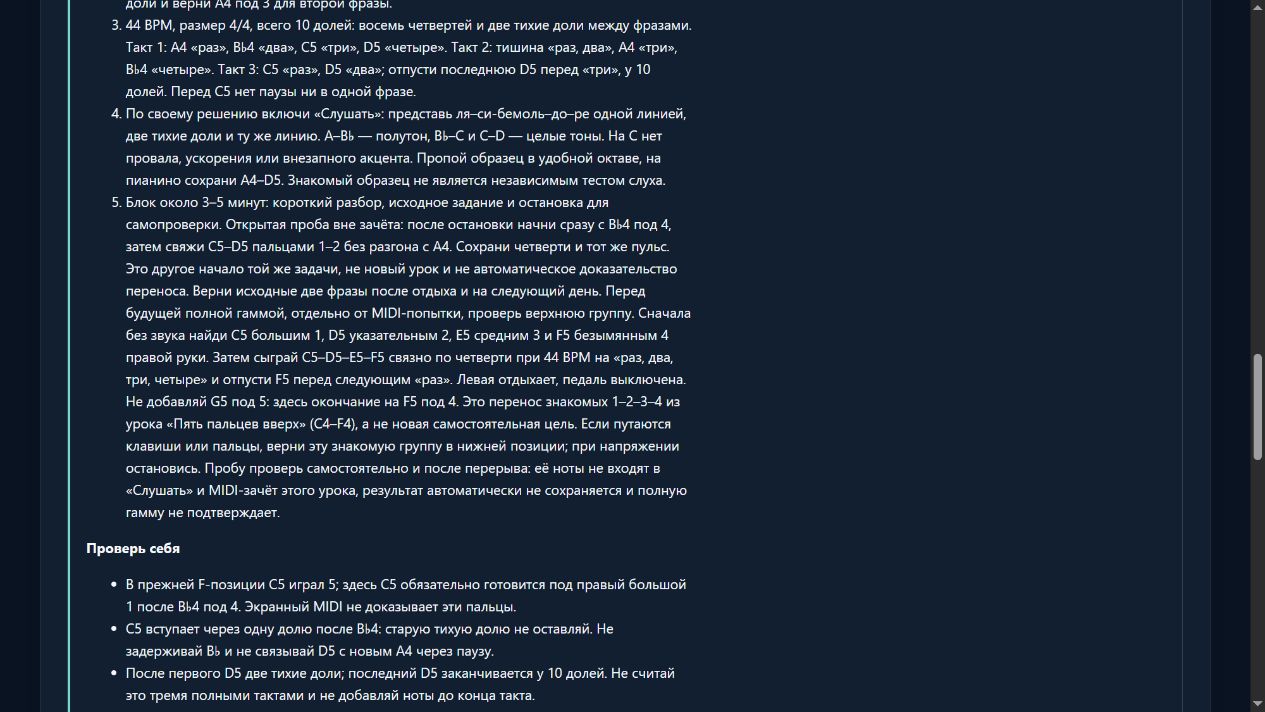 доли и верни A4 под 3 для второй фразы.
3. 44 BPM, размер 4/4, всего 10 долей: восемь четвертей и две тихие доли между фразами.
Такт 1: A4 «раз», B♭4 «два», C5 «три», D5 «четыре». Такт 2: тишина «раз, два», A4 «три»,
B♭4 «четыре». Такт 3: C5 «раз», D5 «два»; отпусти последнюю D5 перед «три», у 10
долей. Перед C5 нет паузы ни в одной фразе.
4. По своему решению включи «Слушать»: представь ля–си-бемоль–до–ре одной линией,
две тихие доли и ту же линию. A–B♭ — полутон, B♭–C и C–D — целые тоны. На C нет
провала, ускорения или внезапного акцента. Пропой образец в удобной октаве, на
пианино сохрани A4–D5. Знакомый образец не является независимым тестом слуха.
5. Блок около 3–5 минут: короткий разбор, исходное задание и остановка для
самопроверки. Открытая проба вне зачёта: после остановки начни сразу с B♭4 под 4,
затем свяжи C5–D5 пальцами 1–2 без разгона с A4. Сохрани четверти и тот же пульс.
Это другое начало той же задачи, не новый урок и не автоматическое доказательство
переноса. Верни исходные две фразы после отдыха и на следующий день. Перед
будущей полной гаммой, отдельно от MIDI-попытки, проверь верхнюю группу. Сначала
без звука найди C5 большим 1, D5 указательным 2, E5 средним 3 и F5 безымянным 4
правой руки. Затем сыграй C5–D5–E5–F5 связно по четверти при 44 BPM на «раз, два,
три, четыре» и отпусти F5 перед следующим «раз». Левая отдыхает, педаль выключена.
Не добавляй G5 под 5: здесь окончание на F5 под 4. Это перенос знакомых 1–2–3–4 из
урока «Пять пальцев вверх» (C4–F4), а не новая самостоятельная цель. Если путаются
клавиши или пальцы, верни эту знакомую группу в нижней позиции; при напряжении
остановись. Пробу проверь самостоятельно и после перерыва: её ноты не входят в
«Слушать» и MIDI-зачёт этого урока, результат автоматически не сохраняется и полную
гамму не подтверждает.
Проверь себя
• В прежней F-позиции C5 играл 5; здесь C5 обязательно готовится под правый большой
1 после B♭4 под 4. Экранный MIDI не доказывает эти пальцы.
• C5 вступает через одну долю после B♭4: старую тихую долю не оставляй. Не
задерживай B♭ и не связывай D5 с новым A4 через паузу.
• После первого D5 две тихие доли; последний D5 заканчивается у 10 долей. Не считай
это тремя полными тактами и не добавляй ноты до конца такта.